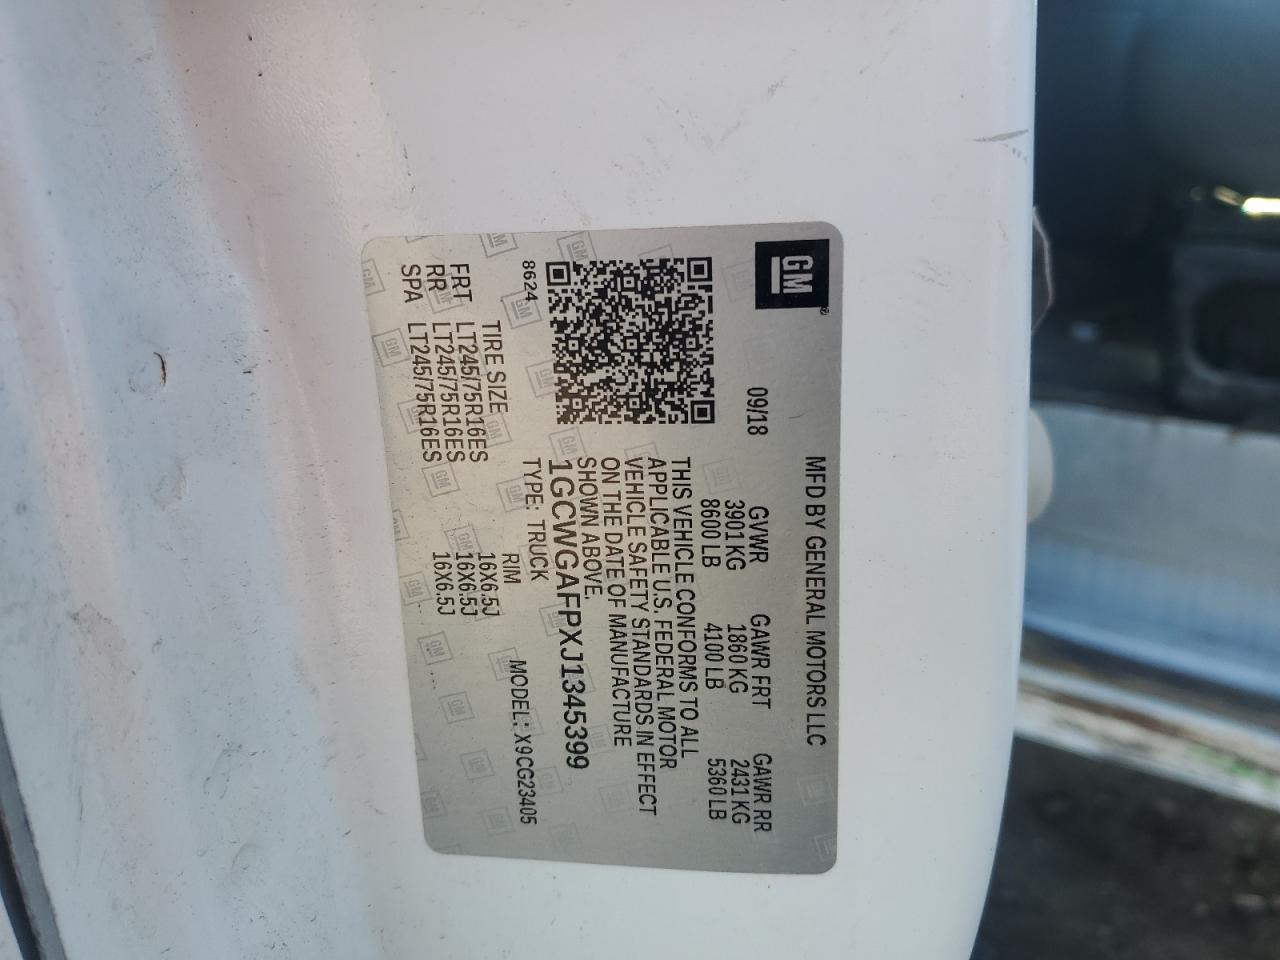 GM
MFD BY GENERAL MOTORS LLC
09/18 GVWR GAWR FRT GAWR RR
3901 KG 1860 KG 2431 KG
8600 LB 4100 LB 5360 LB
THIS VEHICLE CONFORMS TO ALL
APPLICABLE U.S. FEDERAL MOTOR
VEHICLE SAFETY STANDARDS IN EFFECT
ON THE DATE OF MANUFACTURE
SHOWN ABOVE.
1GCWGAFPXJ1345399
8624 TYPE: TRUCK MODEL: X9CG23405
TIRE SIZE RIM
FRT LT245/75R16ES 16X6.5J
RR LT245/75R16ES 16X6.5J
SPA LT245/75R16ES 16X6.5J